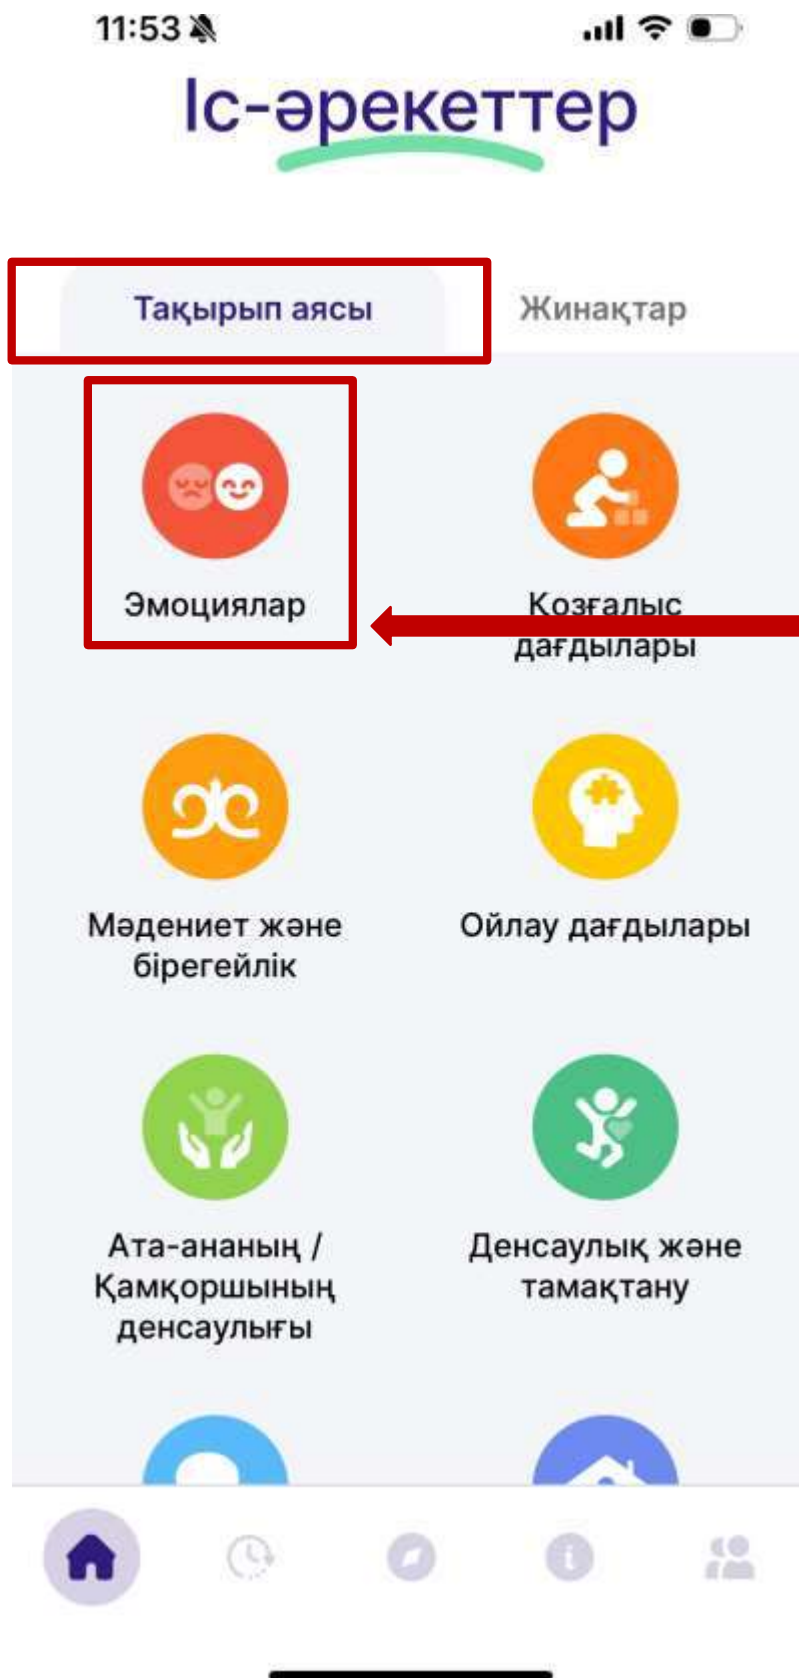 11:53
Іс-әрекеттер
Тақырып аясы
Жинақтар
Эмоциялар
Қозғалыс
дағдылары
Мәдениет және
бірегейлік
Ойлау дағдылары
Ата-ананың /
Қамқоршының
денсаулығы
Денсаулық және
тамақтану